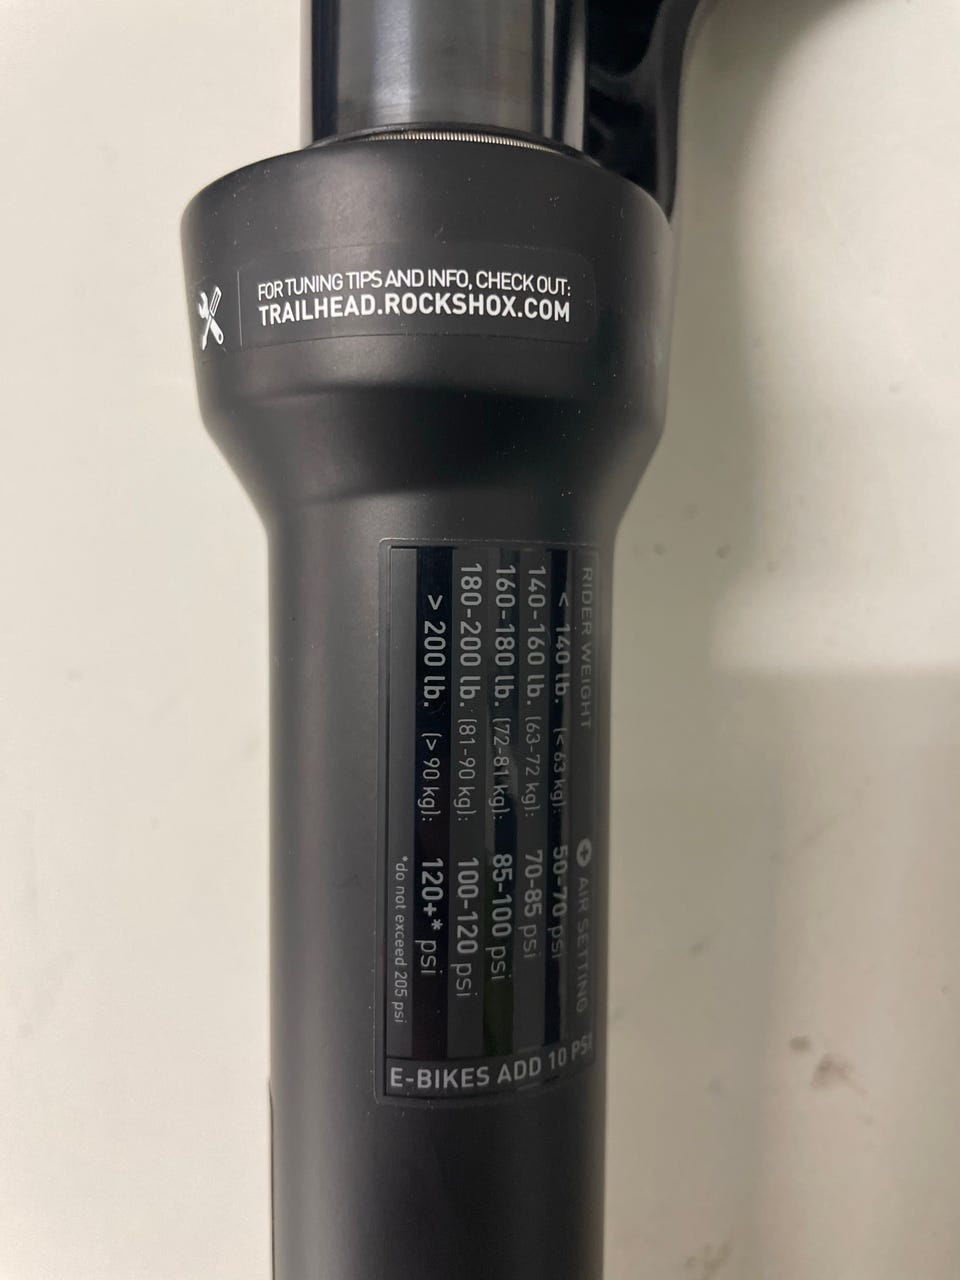 FOR TUNING TIPS AND INFO, CHECK OUT:
TRAILHEAD.ROCKSHOX.COM
RIDER WEIGHT + AIR SETTING
< 140 lb. (< 63 kg): 50-70 psi
140-160 lb. (63-72 kg): 70-85 psi
160-180 lb. (72-81 kg): 85-100 psi
180-200 lb. (81-90 kg): 100-120 psi
> 200 lb. (> 90 kg): 120+* psi
*do not exceed 205 psi
E-BIKES ADD 10 PSI